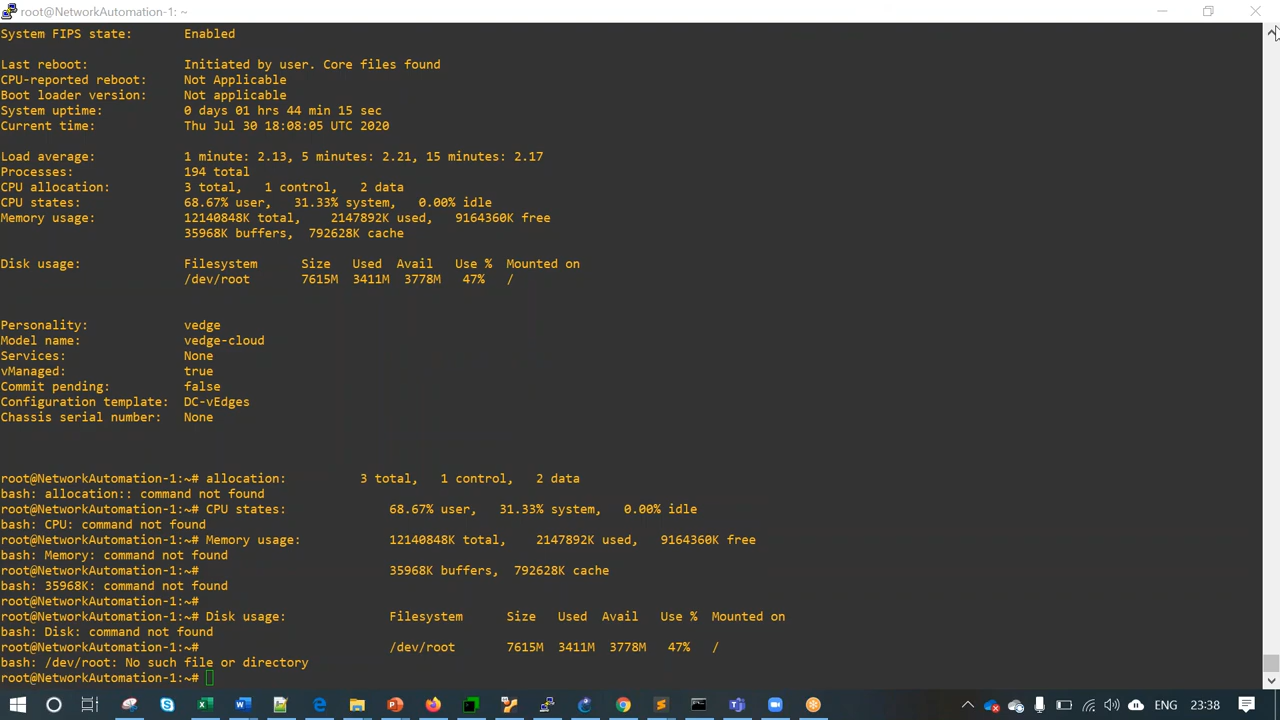 root@NetworkAutomation-1: ~
System FIPS state: Enabled
Last reboot: Initiated by user. Core files found
CPU-reported reboot: Not Applicable
Boot loader version: Not applicable
System uptime: 0 days 01 hrs 44 min 15 sec
Current time: Thu Jul 30 18:08:05 UTC 2020
Load average: 1 minute: 2.13, 5 minutes: 2.21, 15 minutes: 2.17
Processes: 194 total
CPU allocation: 3 total, 1 control, 2 data
CPU states: 68.67% user, 31.33% system, 0.00% idle
Memory usage: 12140848K total, 2147892K used, 9164360K free
35968K buffers, 792628K cache
Disk usage: Filesystem Size Used Avail Use % Mounted on
/dev/root 7615M 3411M 3778M 47% /
Personality: vedge
Model name: vedge-cloud
Services: None
vManaged: true
Commit pending: false
Configuration template: DC-vEdges
Chassis serial number: None
root@NetworkAutomation-1:~# allocation: 3 total, 1 control, 2 data
bash: allocation:: command not found
root@NetworkAutomation-1:~# CPU states: 68.67% user, 31.33% system, 0.00% idle
bash: CPU: command not found
root@NetworkAutomation-1:~# Memory usage: 12140848K total, 2147892K used, 9164360K free
bash: Memory: command not found
root@NetworkAutomation-1:~# 35968K buffers, 792628K cache
bash: 35968K: command not found
root@NetworkAutomation-1:~#
root@NetworkAutomation-1:~# Disk usage: Filesystem Size Used Avail Use % Mounted on
bash: Disk: command not found
root@NetworkAutomation-1:~# /dev/root 7615M 3411M 3778M 47% /
bash: /dev/root: No such file or directory
root@NetworkAutomation-1:~#
ENG 23:38